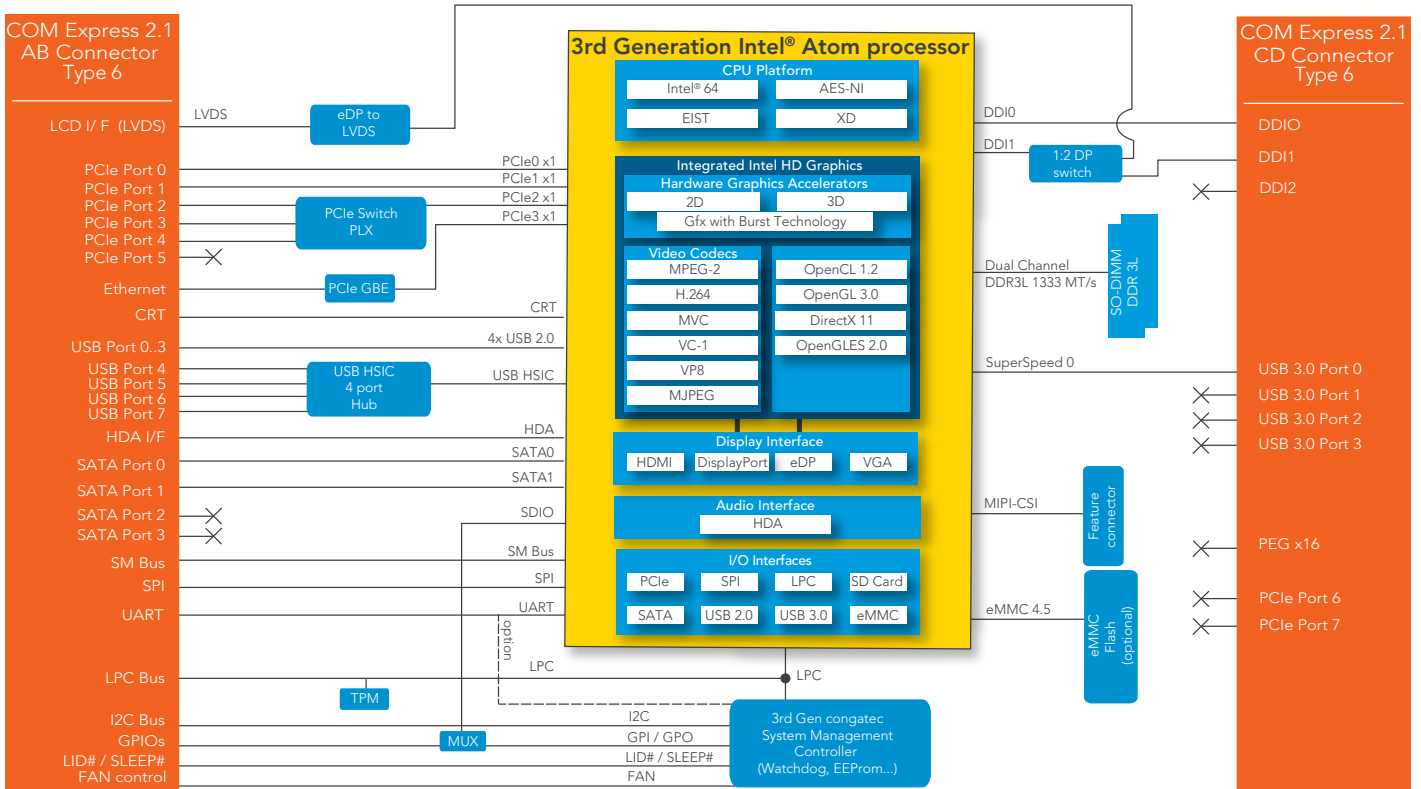 COM Express 2.1
AB Connector
Type 6
LCD I/ F (LVDS)
PCIe Port 0
PCIe Port 1
PCIe Port 2
PCIe Port 3
PCIe Port 4
PCIe Port 5
Ethernet
CRT
USB Port 0..3
USB Port 4
USB Port 5
USB Port 6
USB Port 7
HDA I/F
SATA Port 0
SATA Port 1
SATA Port 2
SATA Port 3
SM Bus
SPI
UART
LPC Bus
I2C Bus
GPIOs
LID# / SLEEP#
FAN control
LVDS
eDP to
LVDS
PCIe Switch
PLX
PCIe GBE
USB HSIC
4 port
Hub
TPM
MUX
PCIe0 x1
PCIe1 x1
PCIe2 x1
PCIe3 x1
CRT
4x USB 2.0
USB HSIC
HDA
SATA0
SATA1
SDIO
SM Bus
SPI
UART
option
LPC
I2C
GPI / GPO
LID# / SLEEP#
FAN
3rd Generation Intel® Atom processor
CPU Platform
Intel® 64
AES-NI
EIST
XD
Integrated Intel HD Graphics
Hardware Graphics Accelerators
2D
3D
Gfx with Burst Technology
Video Codecs
MPEG-2
H.264
MVC
VC-1
VP8
MJPEG
OpenCL 1.2
OpenGL 3.0
DirectX 11
OpenGLES 2.0
Display Interface
HDMI
DisplayPort
eDP
VGA
Audio Interface
HDA
I/O Interfaces
PCIe
SPI
LPC
SD Card
SATA
USB 2.0
USB 3.0
eMMC
LPC
3rd Gen congatec
System Management
Controller
(Watchdog, EEProm...)
DDI0
DDI1
1:2 DP
switch
Dual Channel
DDR3L 1333 MT/s
SO-DIMM
DDR 3L
SuperSpeed 0
MIPI-CSI
Feature
connector
eMMC 4.5
eMMC
Flash
(optional)
COM Express 2.1
CD Connector
Type 6
DDIO
DDI1
DDI2
USB 3.0 Port 0
USB 3.0 Port 1
USB 3.0 Port 2
USB 3.0 Port 3
PEG x16
PCIe Port 6
PCIe Port 7